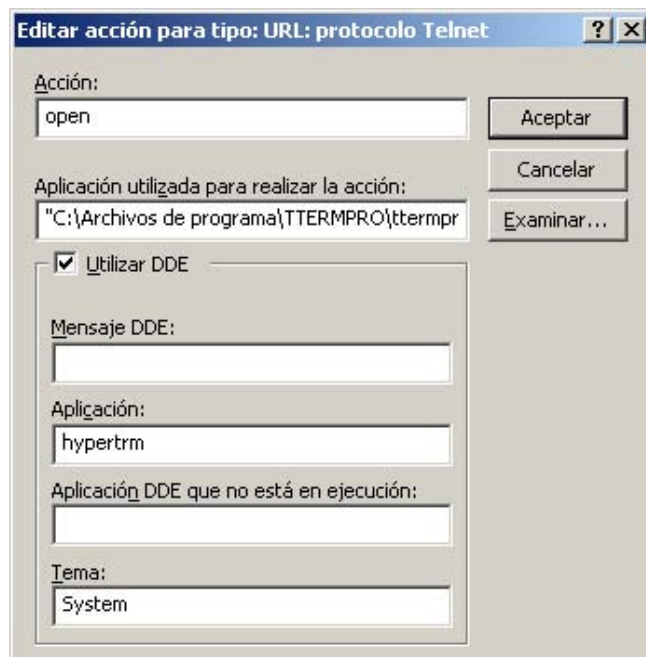 Editar acción para tipo: URL: protocolo Telnet
Acción:
open
Aceptar
Cancelar
Aplicación utilizada para realizar la acción:
"C:\Archivos de programa\TTERMPRO\ttermpr
Examinar...
Utilizar DDE
Mensaje DDE:
Aplicación:
hypertrm
Aplicación DDE que no está en ejecución:
Tema:
System